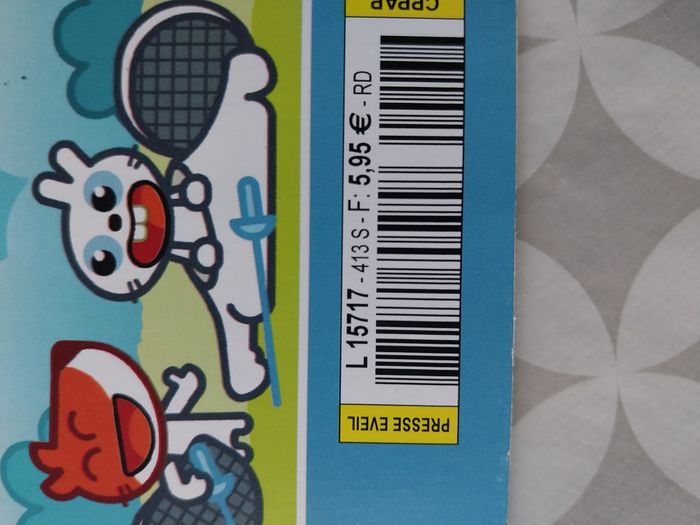 CPPAP
L 15717 - 413 S - F: 5,95 € - RD
PRESSE EVEIL